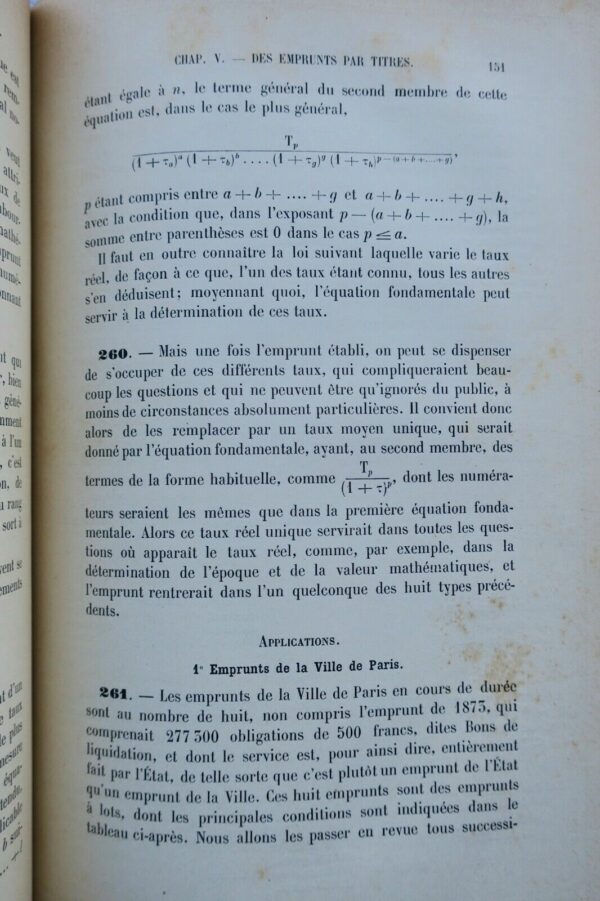 CHAP. V. — DES EMPRUNTS PAR TITRES. 151
étant égale à n, le terme général du second membre de cette
équation est, dans le cas le plus général,
T_p
(1 + τ_a)^a (1 + τ_b)^b .... (1 + τ_g)^g (1 + τ_h)^{p−(a+b+....+g)},
p étant compris entre a + b + .... + g et a + b + .... + g + h,
avec la condition que, dans l'exposant p — (a + b + .... + g), la
somme entre parenthèses est 0 dans le cas p ≤ a.
Il faut en outre connaître la loi suivant laquelle varie le taux
réel, de façon à ce que, l'un des taux étant connu, tous les autres
s'en déduisent; moyennant quoi, l'équation fondamentale peut
servir à la détermination de ces taux.
260. — Mais une fois l'emprunt établi, on peut se dispenser
de s'occuper de ces différents taux, qui compliqueraient beau-
coup les questions et qui ne peuvent être qu'ignorés du public, à
moins de circonstances absolument particulières. Il convient donc
alors de les remplacer par un taux moyen unique, qui serait
donné par l'équation fondamentale, ayant, au second membre, des
termes de la forme habituelle, comme T_p / (1 + τ)^p, dont les numéra-
teurs seraient les mêmes que dans la première équation fonda-
mentale. Alors ce taux réel unique servirait dans toutes les ques-
tions où apparaît le taux réel, comme, par exemple, dans la
détermination de l'époque et de la valeur mathématiques, et
l'emprunt rentrerait dans l'un quelconque des huit types précé-
dents.
APPLICATIONS.
1° Emprunts de la Ville de Paris.
261. — Les emprunts de la Ville de Paris en cours de durée
sont au nombre de huit, non compris l'emprunt de 1873, qui
comprenait 277 300 obligations de 500 francs, dites Bons de
liquidation, et dont le service est, pour ainsi dire, entièrement
fait par l'État, de telle sorte que c'est plutôt un emprunt de l'État
qu'un emprunt de la Ville. Ces huit emprunts sont des emprunts
à lots, dont les principales conditions sont indiquées dans le
tableau ci-après. Nous allons les passer en revue tous successi-